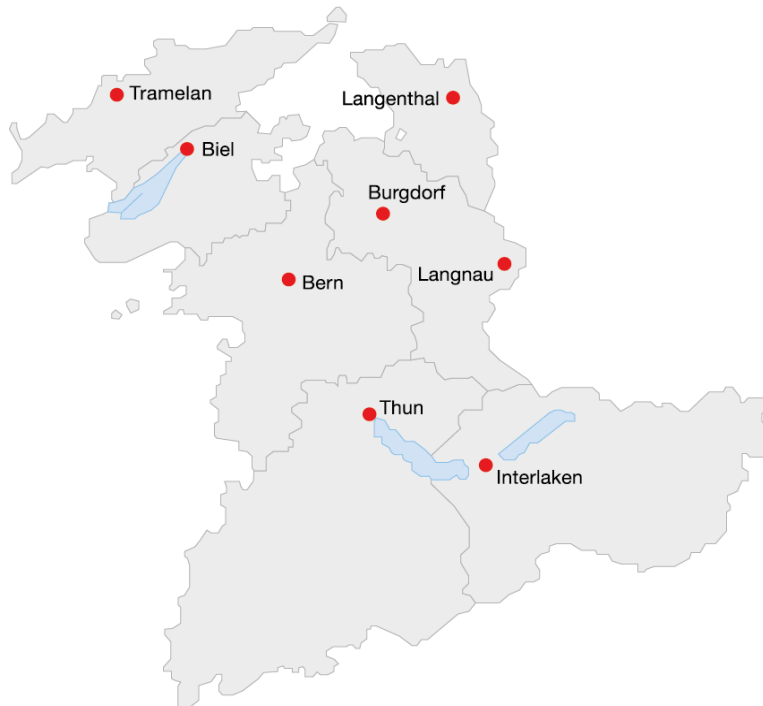 Tramelan
Langenthal
Biel
Burgdorf
Langnau
Bern
Thun
Interlaken